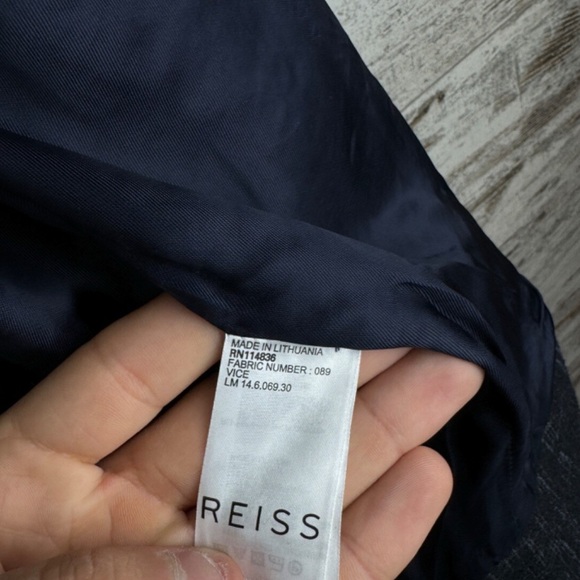 MADE IN LITHUANIA
RN114836
FABRIC NUMBER : 089
VICE
LM 14.6.069.30
REISS